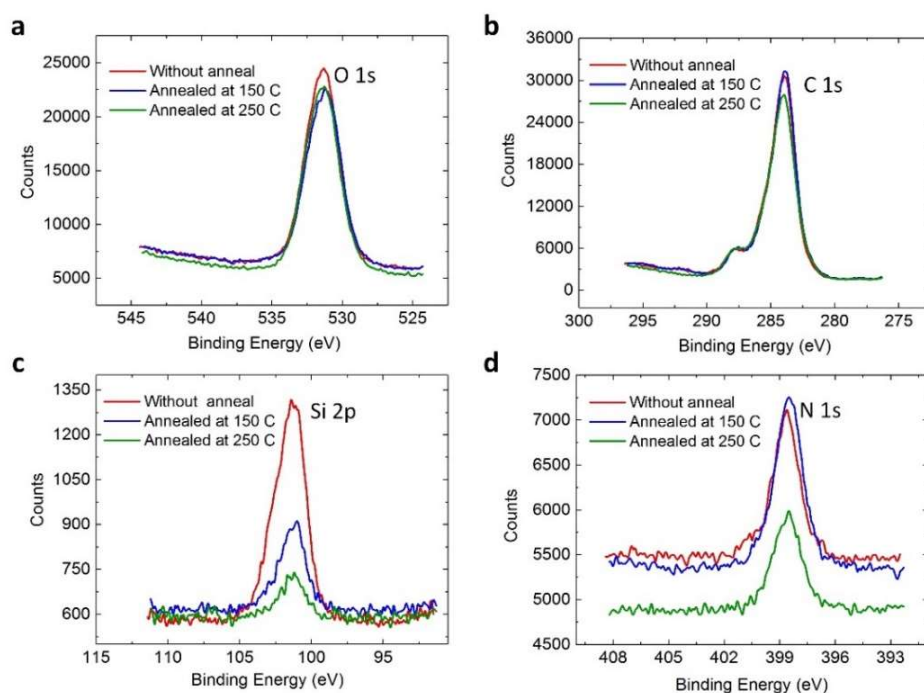 a
25000
20000
15000
10000
5000
Counts
Without anneal
Annealed at 150 C
Annealed at 250 C
O 1s
545
540
535
530
525
Binding Energy (eV)
b
36000
30000
24000
18000
12000
6000
0
Counts
Without anneal
Annealed at 150 C
Annealed at 250 C
C 1s
300
295
290
285
280
275
Binding Energy (eV)
c
1350
1200
1050
900
750
600
Counts
Without anneal
Annealed at 150 C
Annealed at 250 C
Si 2p
115
110
105
100
95
Binding Energy (eV)
d
7500
7000
6500
6000
5500
5000
4500
Counts
Without anneal
Annealed at 150 C
Annealed at 250 C
N 1s
408
405
402
399
396
393
Binding Energy (eV)